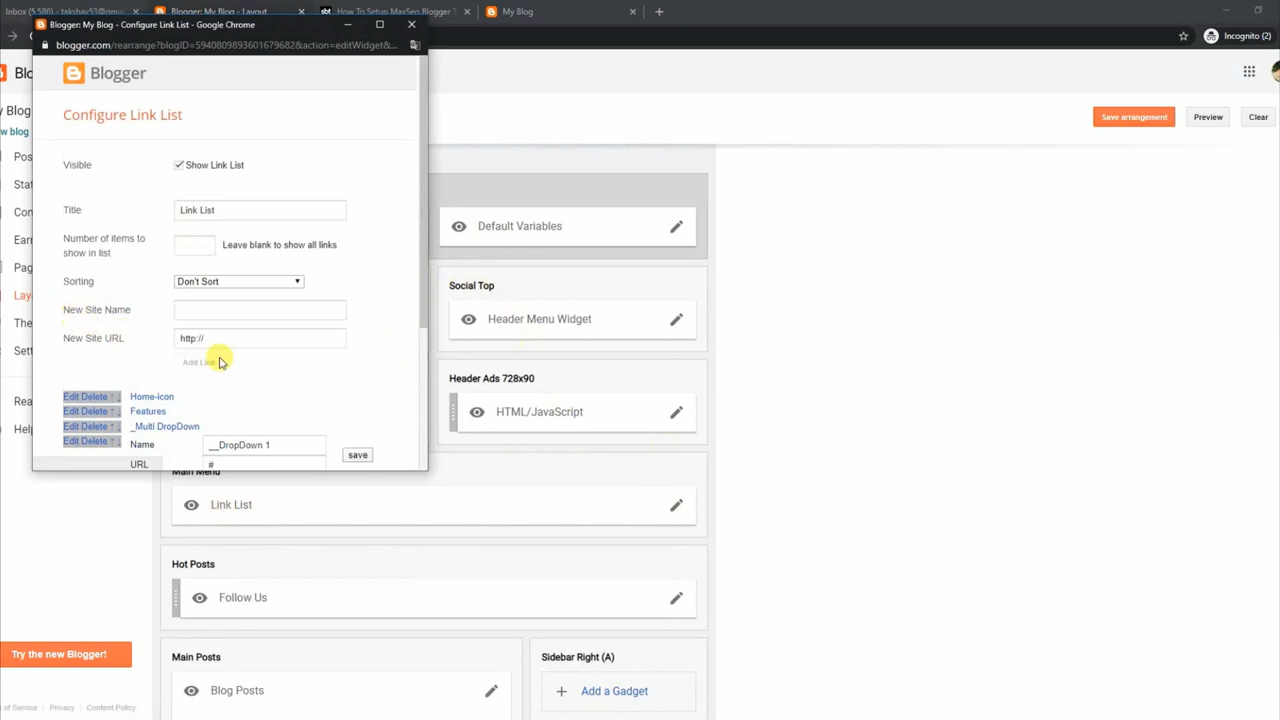 Inbox (5,586) - takshav53@gmai
Blogger: My Blog - Layout
How To Setup MaxSeo Blogger T
My Blog
Blogger: My Blog - Configure Link List - Google Chrome
blogger.com/rearrange?blogID=5940809893601679682&action=editWidget&...
Incognito (2)
Blogger
Configure Link List
Visible
Show Link List
Title
Link List
Number of items to show in list
Leave blank to show all links
Sorting
Don't Sort
New Site Name
New Site URL
http://
Add Link
Edit Delete ↑ ↓ Home-icon
Edit Delete ↑ ↓ Features
Edit Delete ↑ ↓ _Multi DropDown
Edit Delete ↑ ↓ Name __DropDown 1
save
URL #
Save arrangement
Preview
Clear
Default Variables
Social Top
Header Menu Widget
Header Ads 728x90
HTML/JavaScript
Main Menu
Link List
Hot Posts
Follow Us
Main Posts
Blog Posts
Sidebar Right (A)
Add a Gadget
Blo
y Blog
w blog
Pos
Stat
Con
Earn
Pag
Layo
The
Sett
Rea
Help
Try the new Blogger!
of Service
Privacy
Content Policy